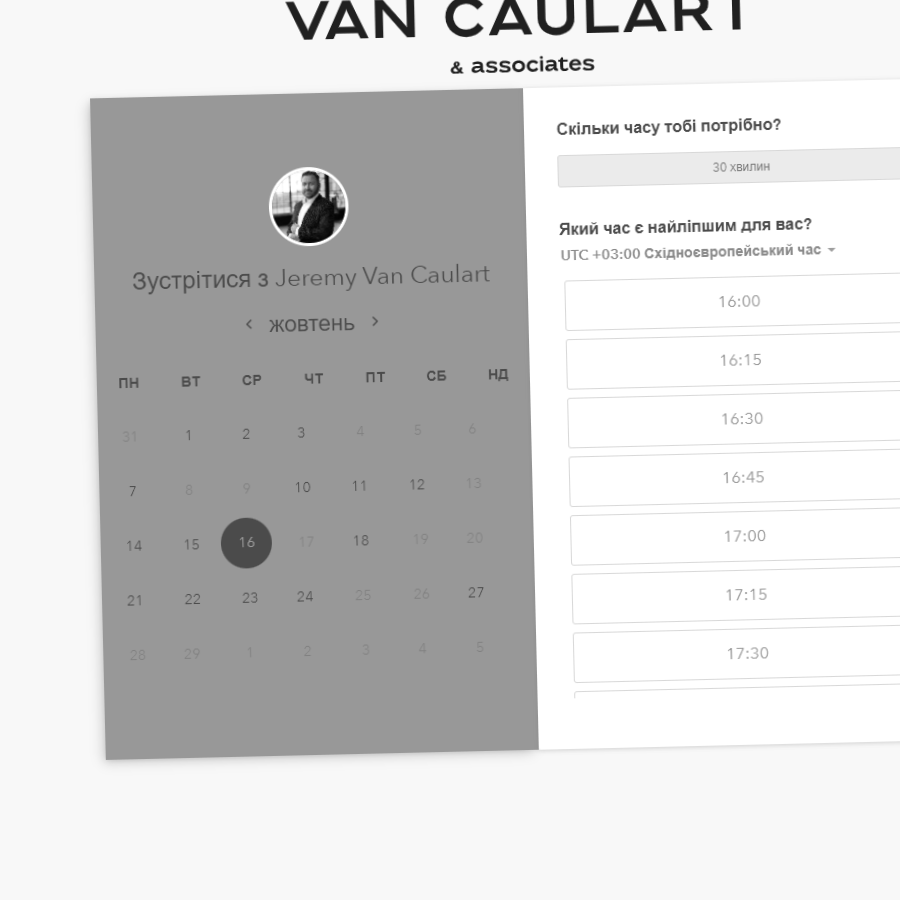 VAN CAULART
& associates
Зустрітися з Jeremy Van Caulart
жовтень
ПН ВТ СР ЧТ ПТ СБ НД
31 1 2 3 4 5 6
7 8 9 10 11 12 13
14 15 16 17 18 19 20
21 22 23 24 25 26 27
28 29 1 2 3 4 5
Скільки часу тобі потрібно?
30 хвилин
Який час є найліпшим для вас?
UTC +03:00 Східноєвропейський час
16:00
16:15
16:30
16:45
17:00
17:15
17:30